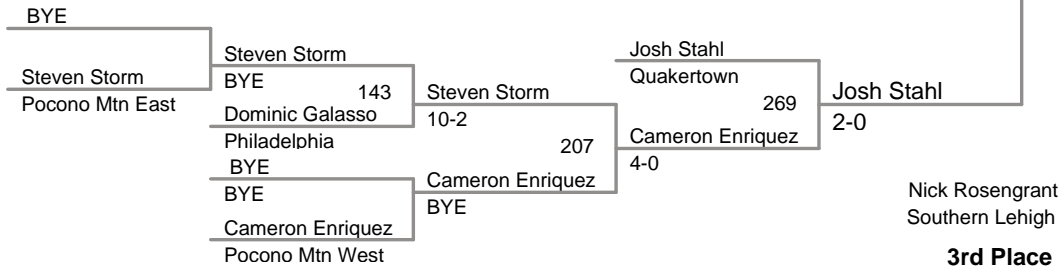 BYE
Steven Storm
Pocono Mtn East
Steven Storm
BYE
143
Dominic Galasso
Philadelphia
BYE
BYE
Cameron Enriquez
Pocono Mtn West
Steven Storm
10-2
207
Cameron Enriquez
BYE
Josh Stahl
Quakertown
269
Cameron Enriquez
4-0
Josh Stahl
2-0
Nick Rosengrant
Southern Lehigh
3rd Place